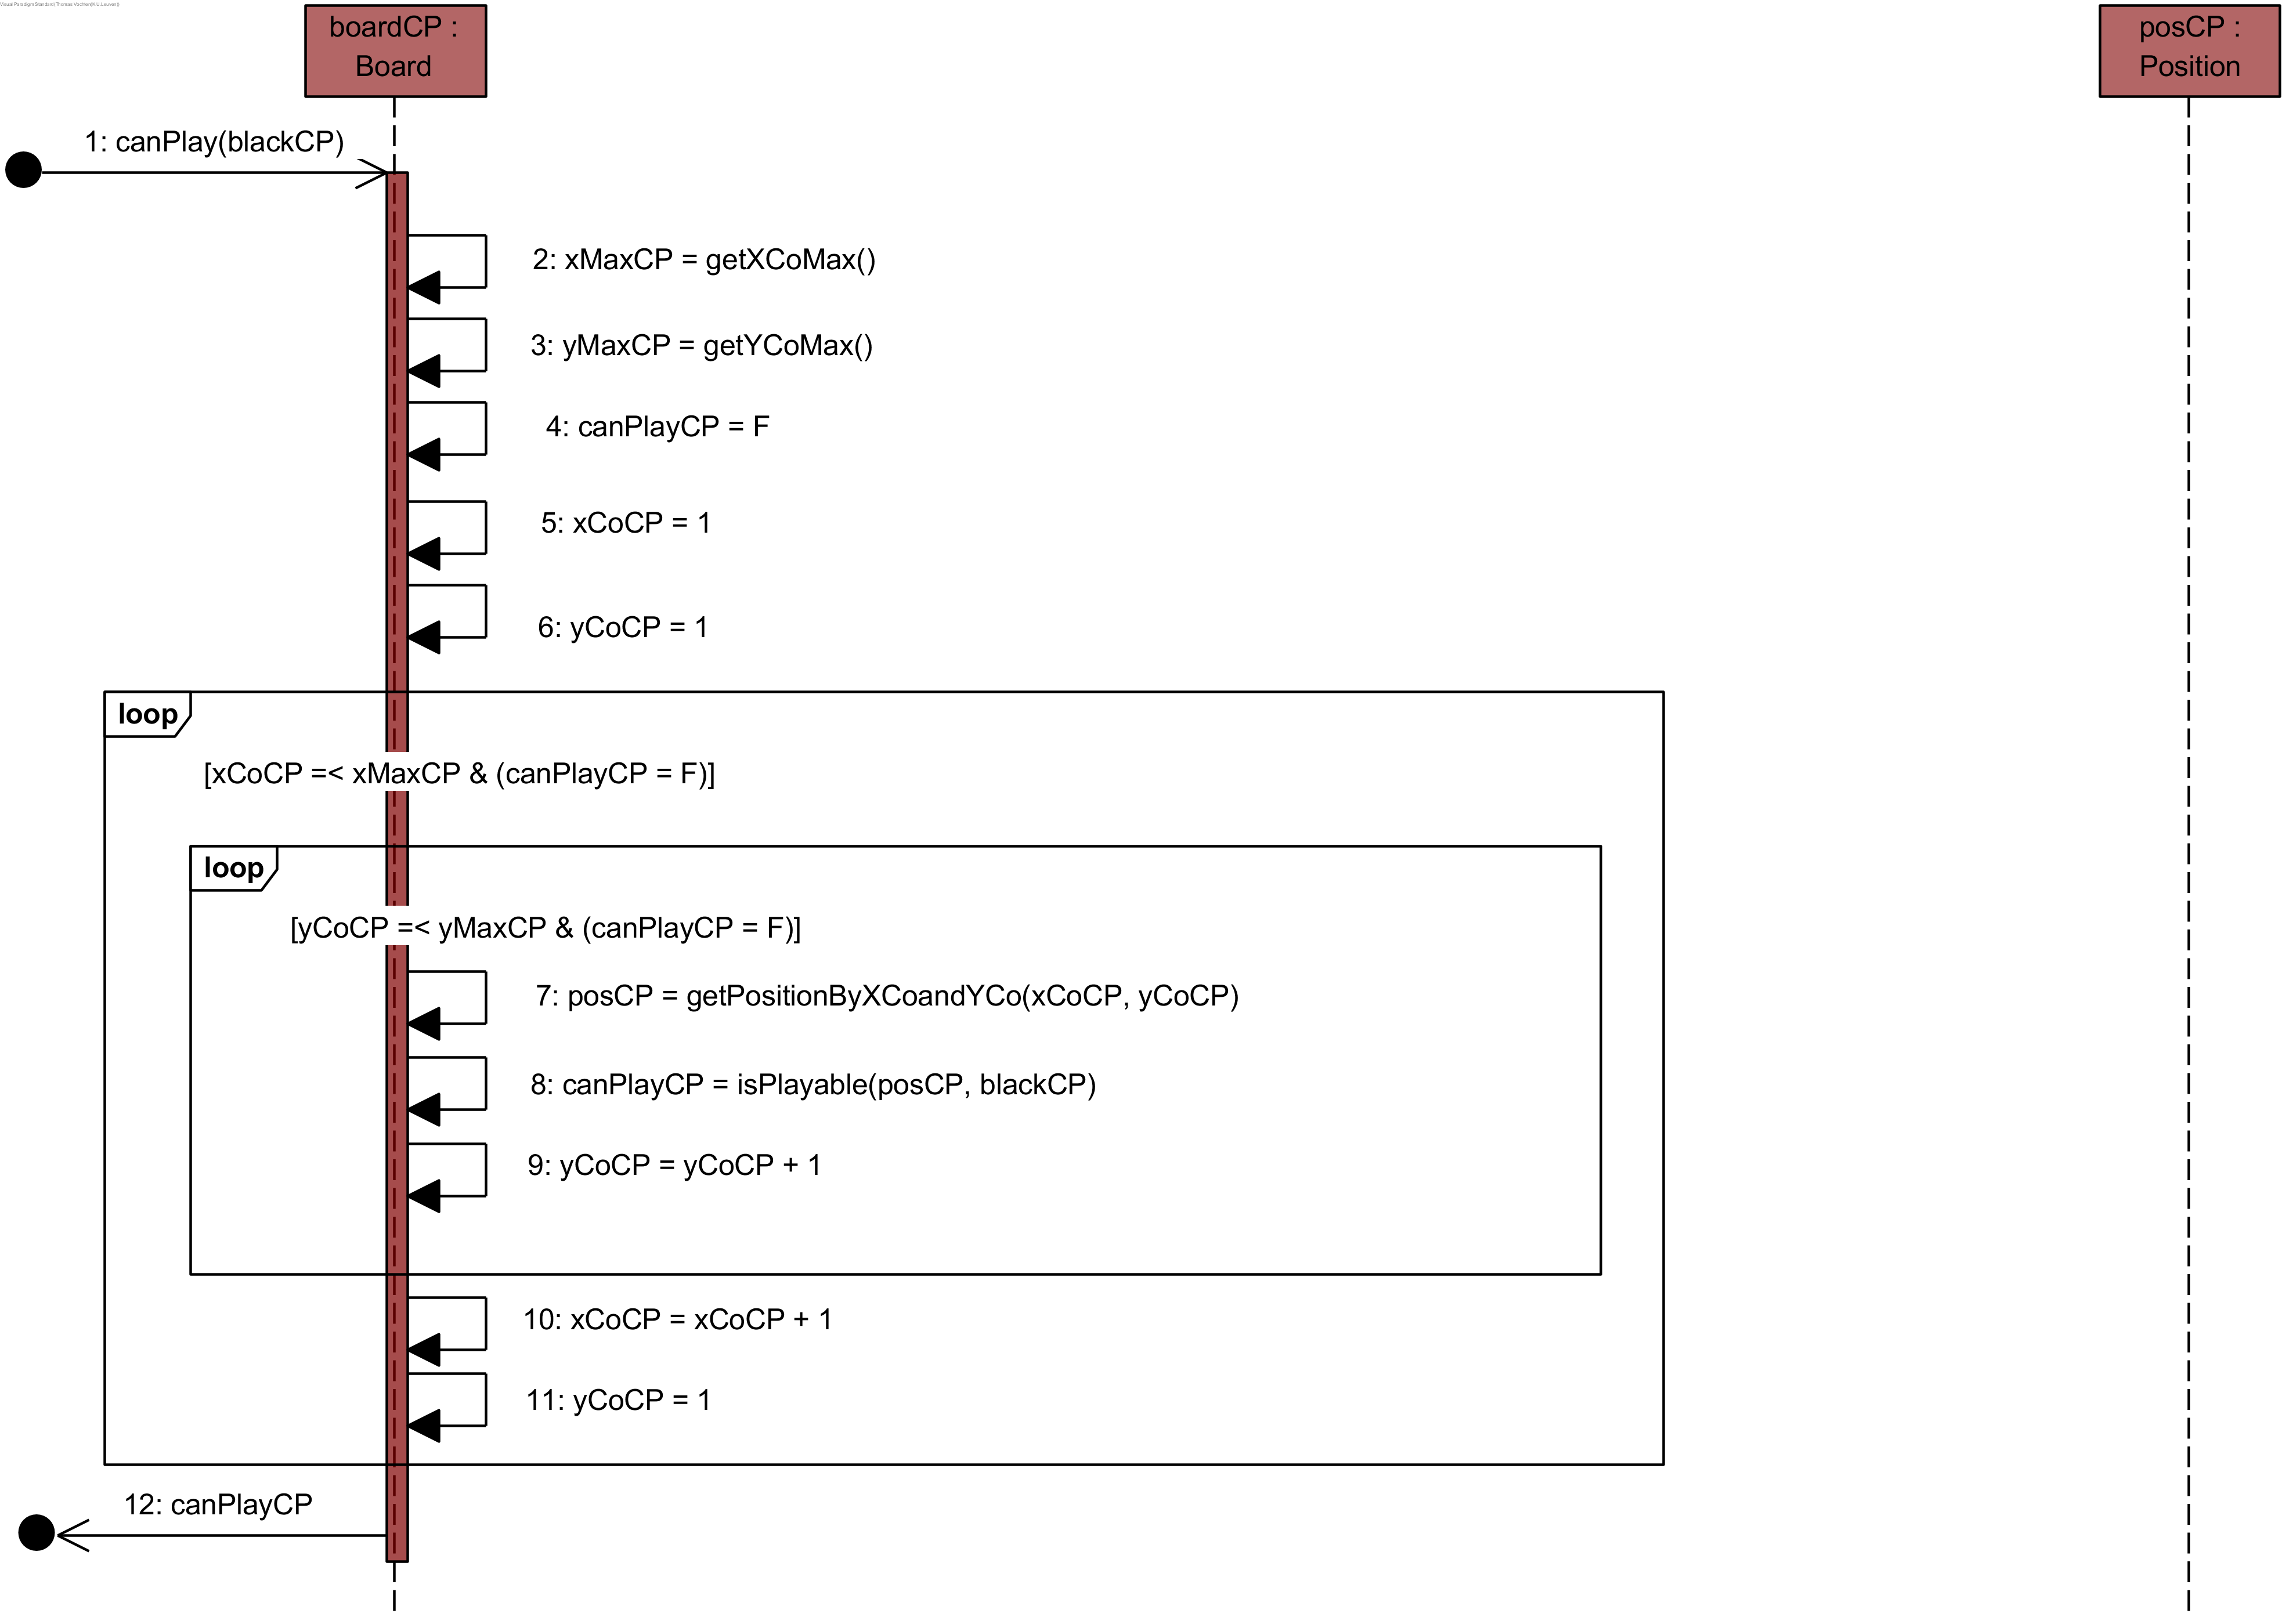 Visual Paradigm Standard(Thomas Vochten(K.U.Leuven))
boardCP :
Board
posCP :
Position
1: canPlay(blackCP)
2: xMaxCP = getXCoMax()
3: yMaxCP = getYCoMax()
4: canPlayCP = F
5: xCoCP = 1
6: yCoCP = 1
loop
[xCoCP =< xMaxCP & (canPlayCP = F)]
loop
[yCoCP =< yMaxCP & (canPlayCP = F)]
7: posCP = getPositionByXCoandYCo(xCoCP, yCoCP)
8: canPlayCP = isPlayable(posCP, blackCP)
9: yCoCP = yCoCP + 1
10: xCoCP = xCoCP + 1
11: yCoCP = 1
12: canPlayCP